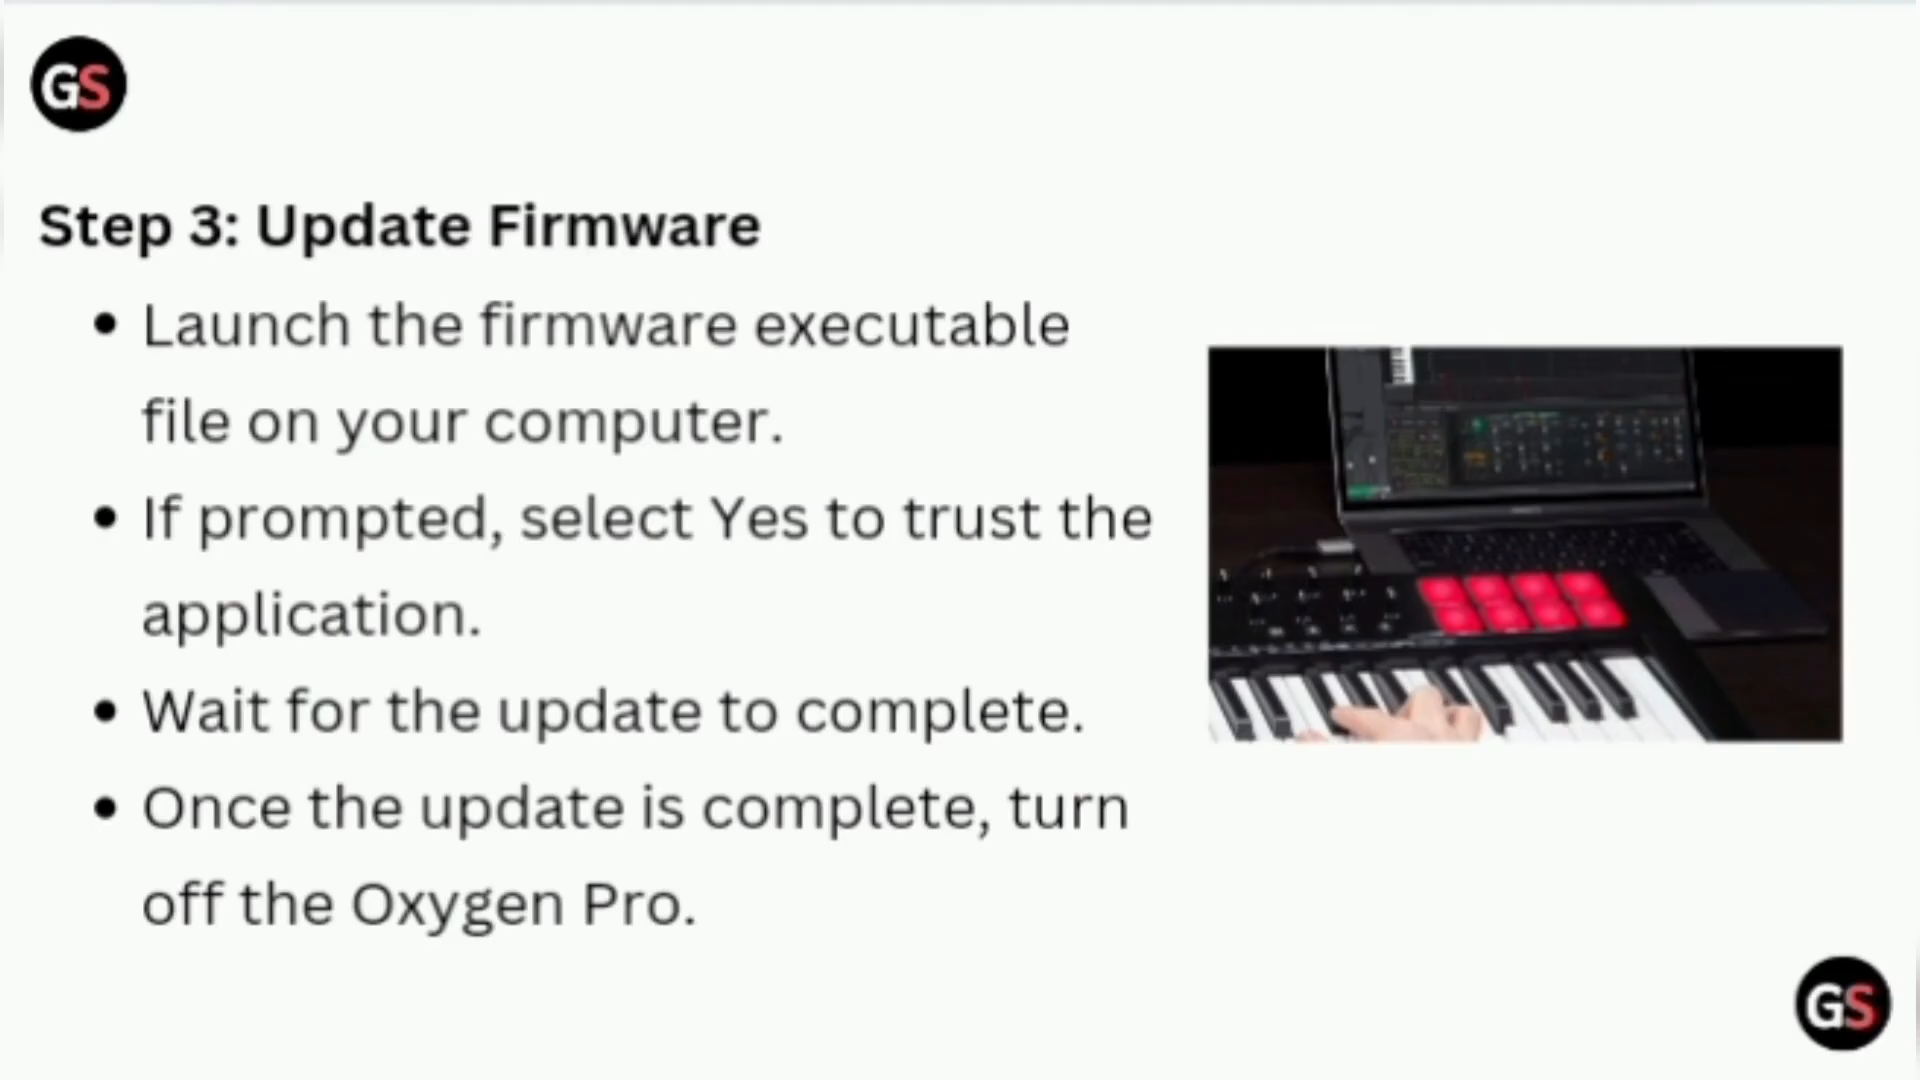 GS
Step 3: Update Firmware
• Launch the firmware executable
file on your computer.
• If prompted, select Yes to trust the
application.
• Wait for the update to complete.
• Once the update is complete, turn
off the Oxygen Pro.
GS